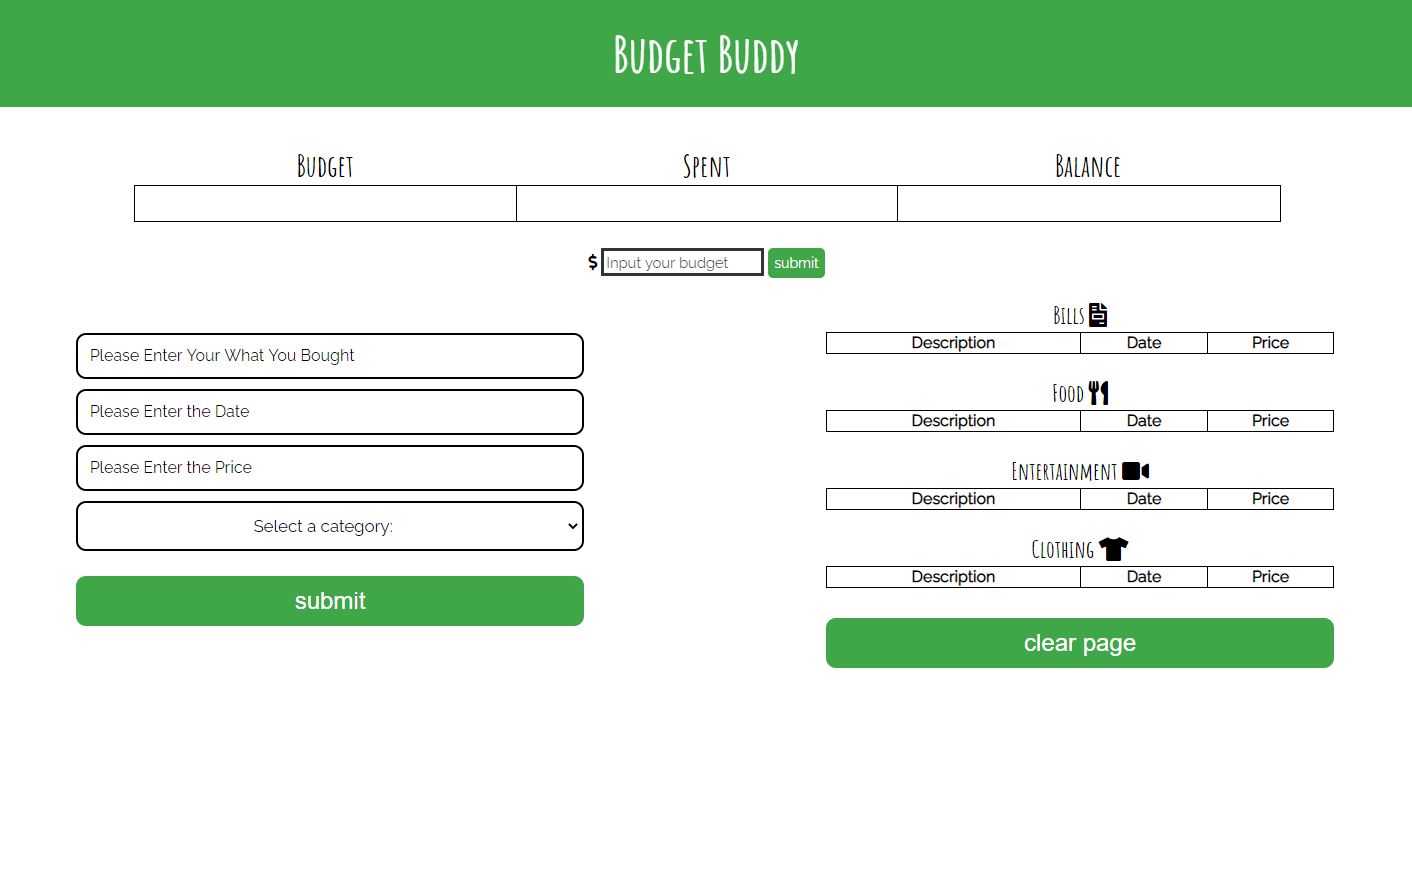 Budget Buddy
Budget Spent Balance
$ Input your budget submit
Please Enter Your What You Bought
Please Enter the Date
Please Enter the Price
Select a category:
submit
Bills
Description Date Price
Food
Description Date Price
Entertainment
Description Date Price
Clothing
Description Date Price
clear page